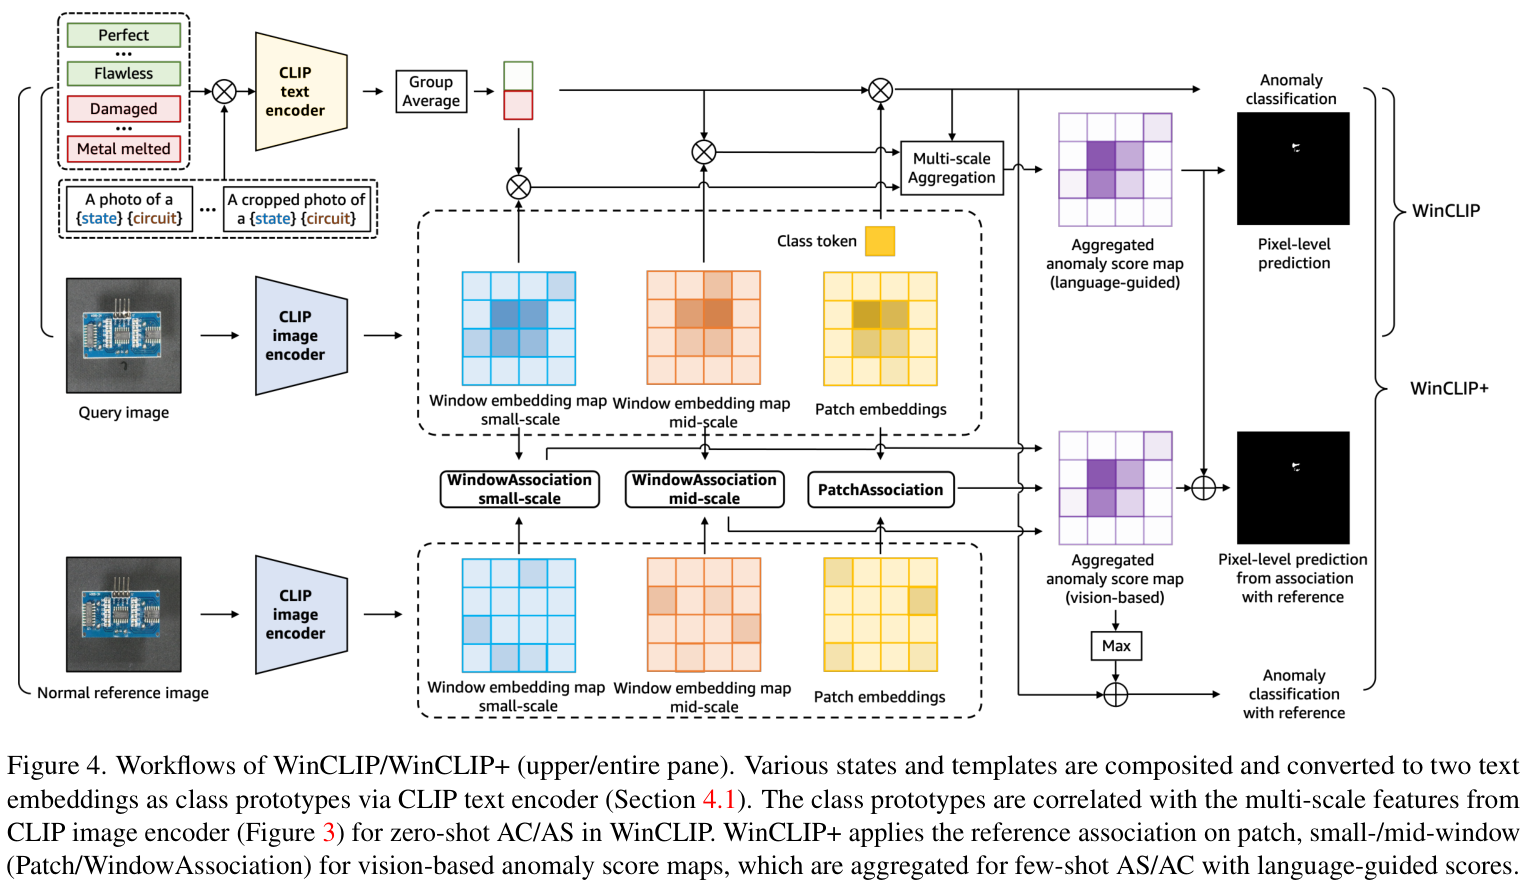 Perfect
...
Flawless
Damaged
...
Metal melted
A photo of a
{state} {circuit}
...
A cropped photo of
a {state} {circuit}
CLIP
text
encoder
Group
Average
Multi-scale
Aggregation
Anomaly
classification
Aggregated
anomaly score map
(language-guided)
Pixel-level
prediction
WinCLIP
Class token
Query image
CLIP
image
encoder
Window embedding map
small-scale
Window embedding map
mid-scale
Patch embeddings
WinCLIP+
WindowAssociation
small-scale
WindowAssociation
mid-scale
PatchAssociation
Aggregated
anomaly score map
(vision-based)
Pixel-level prediction
from association
with reference
Max
Anomaly
classification
with reference
Normal reference image
CLIP
image
encoder
Window embedding map
small-scale
Window embedding map
mid-scale
Patch embeddings
Figure 4. Workflows of WinCLIP/WinCLIP+ (upper/entire pane). Various states and templates are composited and converted to two text
embeddings as class prototypes via CLIP text encoder (Section 4.1). The class prototypes are correlated with the multi-scale features from
CLIP image encoder (Figure 3) for zero-shot AC/AS in WinCLIP. WinCLIP+ applies the reference association on patch, small-/mid-window
(Patch/WindowAssociation) for vision-based anomaly score maps, which are aggregated for few-shot AS/AC with language-guided scores.